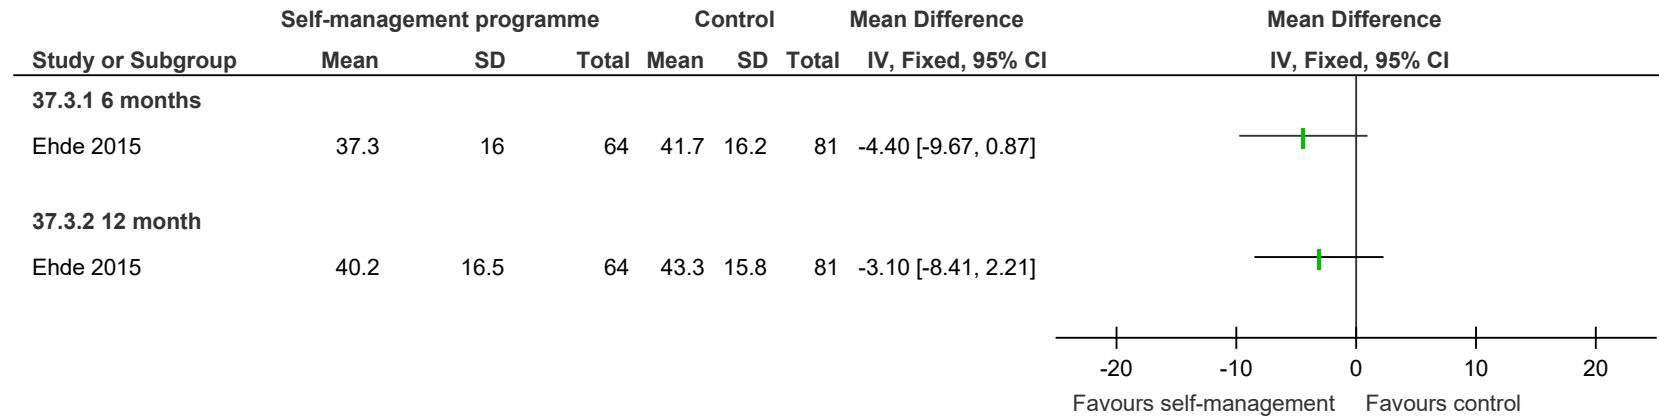 Self-management programme Control Mean Difference Mean Difference
Study or Subgroup Mean SD Total Mean SD Total IV, Fixed, 95% CI IV, Fixed, 95% CI
37.3.1 6 months
Ehde 2015 37.3 16 64 41.7 16.2 81 -4.40 [-9.67, 0.87]
37.3.2 12 month
Ehde 2015 40.2 16.5 64 43.3 15.8 81 -3.10 [-8.41, 2.21]
-20 -10 0 10 20
Favours self-management Favours control